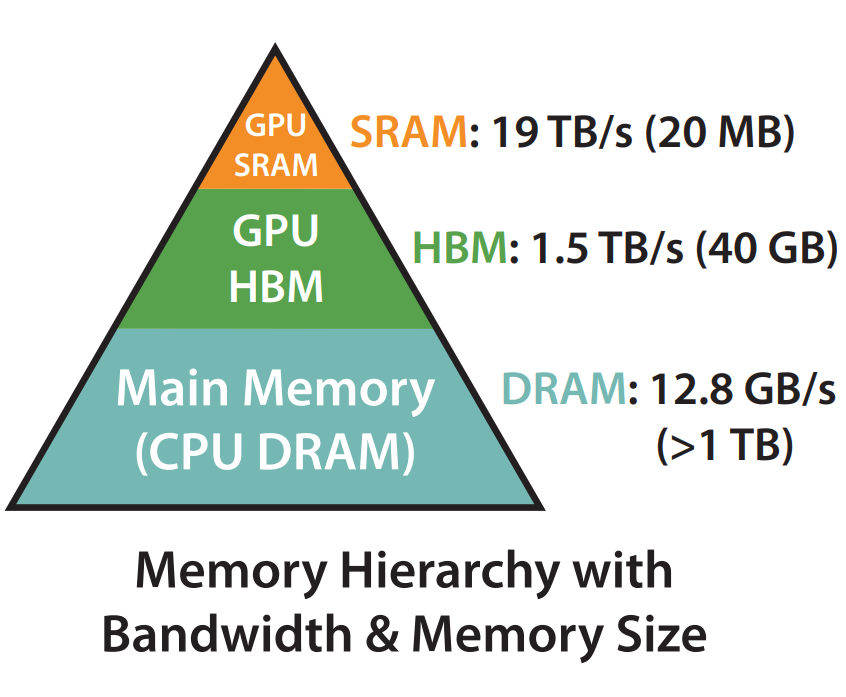 GPU
SRAM
SRAM: 19 TB/s (20 MB)
GPU
HBM
HBM: 1.5 TB/s (40 GB)
Main Memory
(CPU DRAM)
DRAM: 12.8 GB/s
(>1 TB)
Memory Hierarchy with
Bandwidth & Memory Size